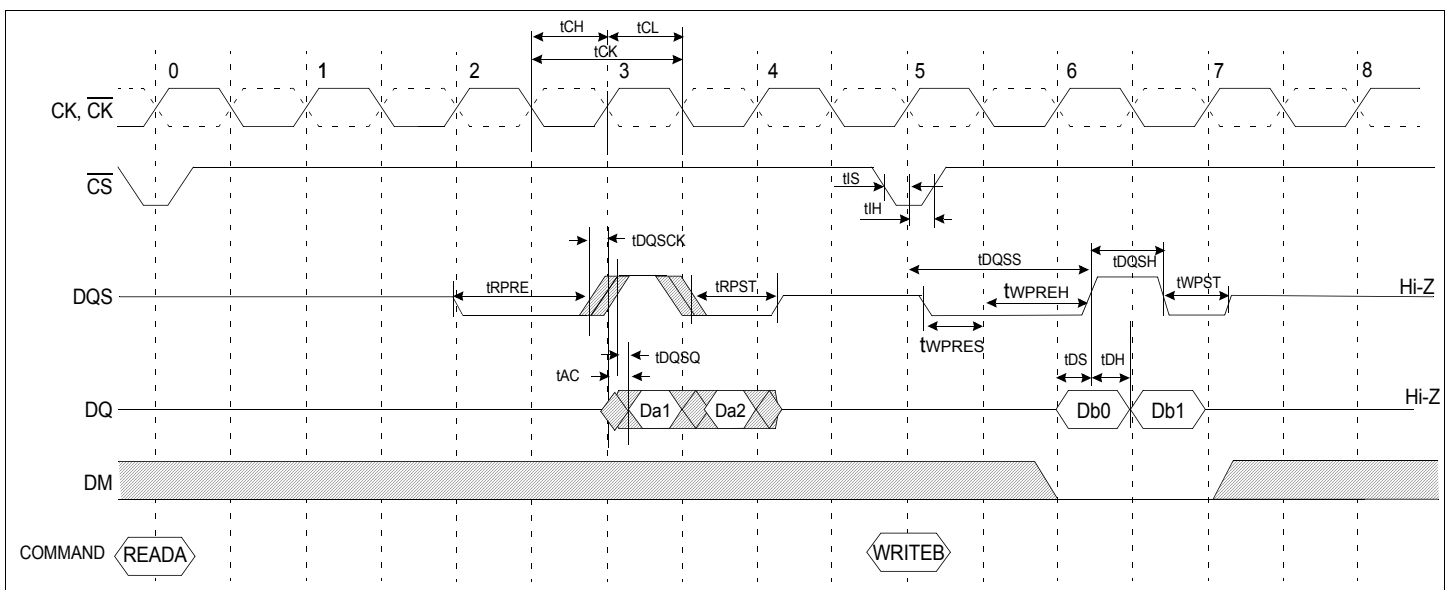 tCH tCL
tCK
0 1 2 3 4 5 6 7 8
CK, CK
CS
tIS
tIH
tDQSCK
tDQSS
tDQSH
tRPRE
tRPST
tWPREH
tWPST
DQS
Hi-Z
tWPRES
tDQSQ
tAC
tDS tDH
DQ
Da1 Da2
Db0 Db1
Hi-Z
DM
COMMAND READA WRITEB